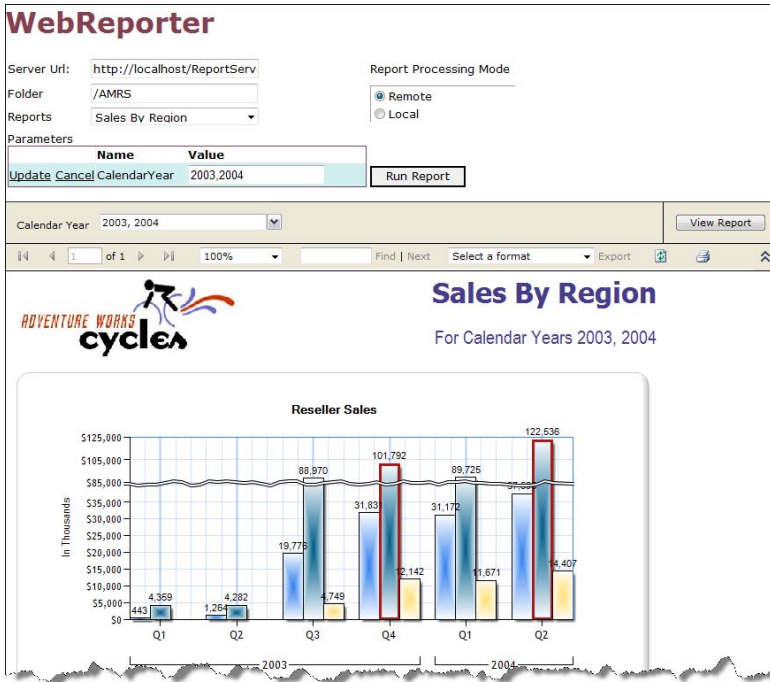 WebReporter
Server Url: http://localhost/ReportServ
Report Processing Mode
Folder /AMRS
Remote
Reports Sales By Region
Local
Parameters
Name Value
Update Cancel CalendarYear 2003,2004
Run Report
Calendar Year 2003, 2004
View Report
1 of 1 100% Find | Next Select a format Export
ADVENTURE WORKS
cycles
Sales By Region
For Calendar Years 2003, 2004
Reseller Sales
In Thousands
$125,000
$105,000
$85,000
$35,000
$30,000
$25,000
$20,000
$15,000
$10,000
$5,000
$0
443 4,359
1,264 4,282
19,776 88,970 4,749
31,831 101,792 12,142
31,172 89,725 11,671
122,536 14,407
Q1 Q2 Q3 Q4 Q1 Q2
2003 2004